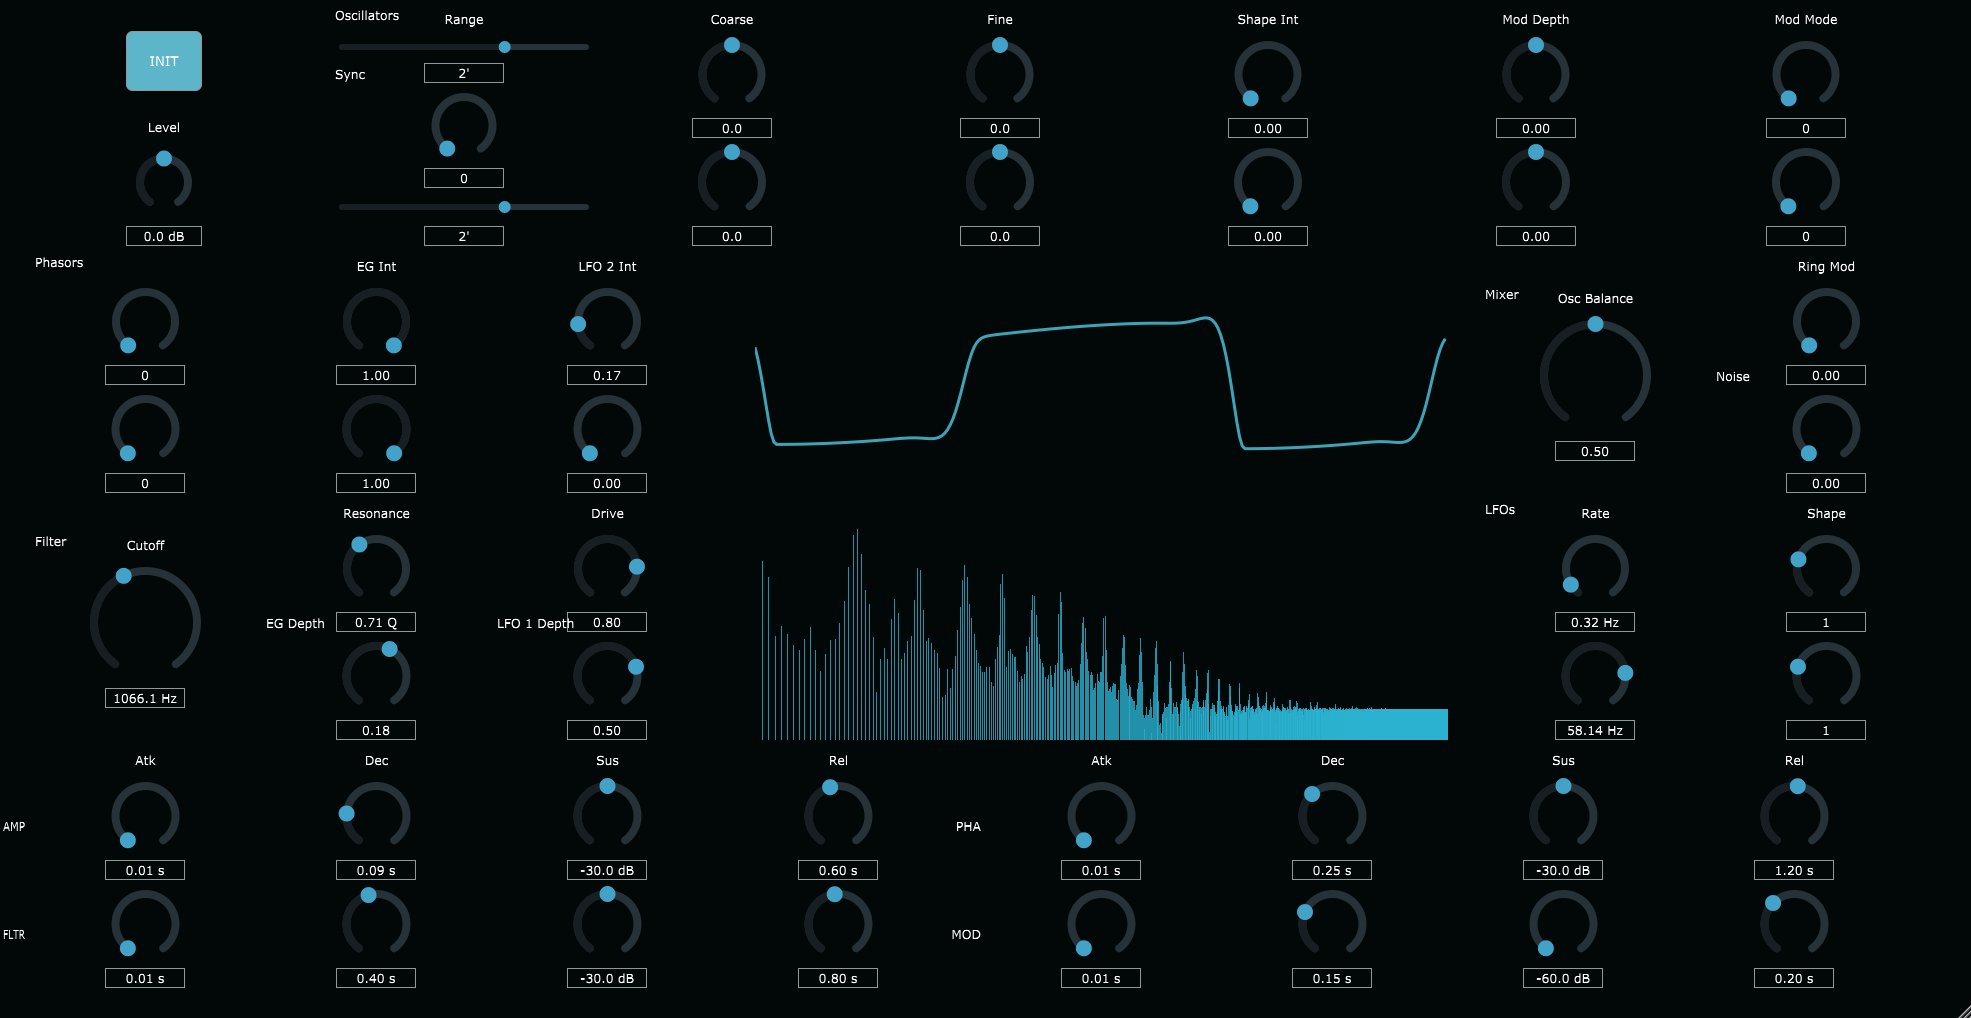 Oscillators
Range
Coarse
Fine
Shape Int
Mod Depth
Mod Mode
INIT
Sync
2'
Level
0.0
0.0
0.00
0.00
0
0
0.0 dB
2'
0.0
0.0
0.00
0.00
0
Phasors
EG Int
LFO 2 Int
Ring Mod
Mixer
Osc Balance
0
1.00
0.17
Noise
0.00
0.50
0
1.00
0.00
0.00
Resonance
Drive
LFOs
Rate
Shape
Filter
Cutoff
EG Depth
0.71 Q
LFO 1 Depth
0.80
0.32 Hz
1
1066.1 Hz
0.18
0.50
58.14 Hz
1
Atk
Dec
Sus
Rel
Atk
Dec
Sus
Rel
AMP
PHA
0.01 s
0.09 s
-30.0 dB
0.60 s
0.01 s
0.25 s
-30.0 dB
1.20 s
FLTR
MOD
0.01 s
0.40 s
-30.0 dB
0.80 s
0.01 s
0.15 s
-60.0 dB
0.20 s